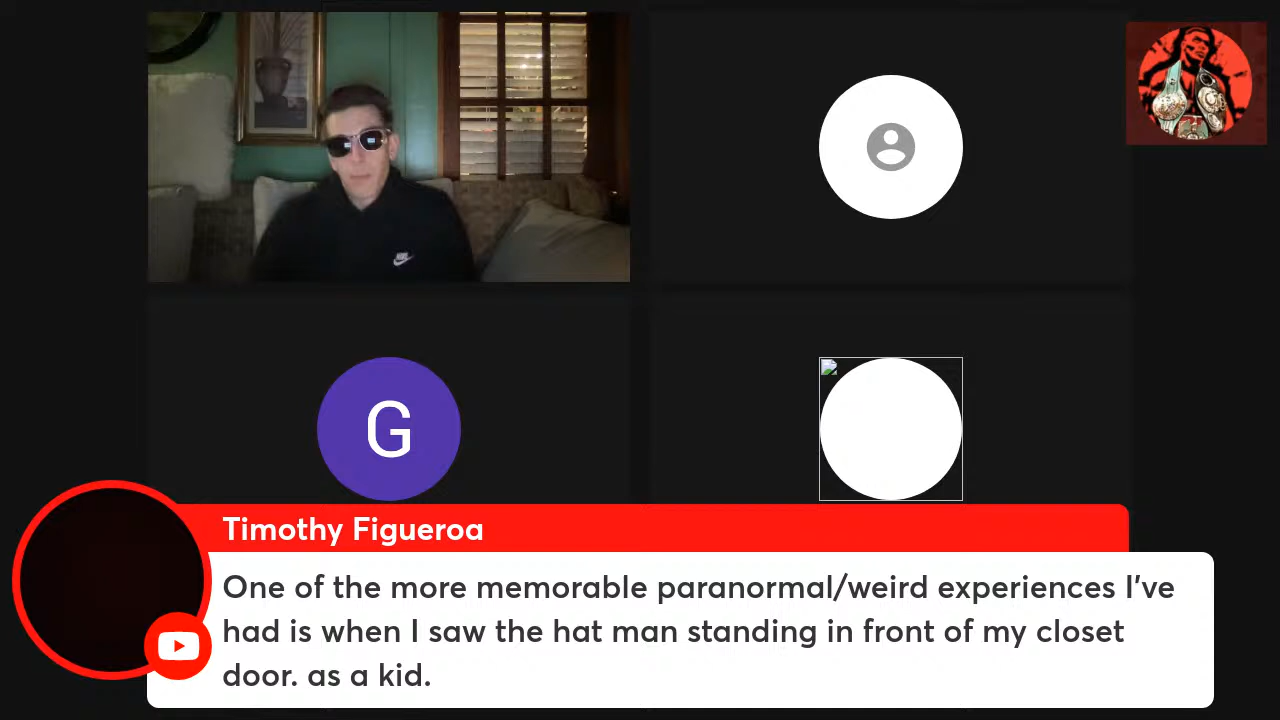 G
Timothy Figueroa
One of the more memorable paranormal/weird experiences I've
had is when I saw the hat man standing in front of my closet
door. as a kid.